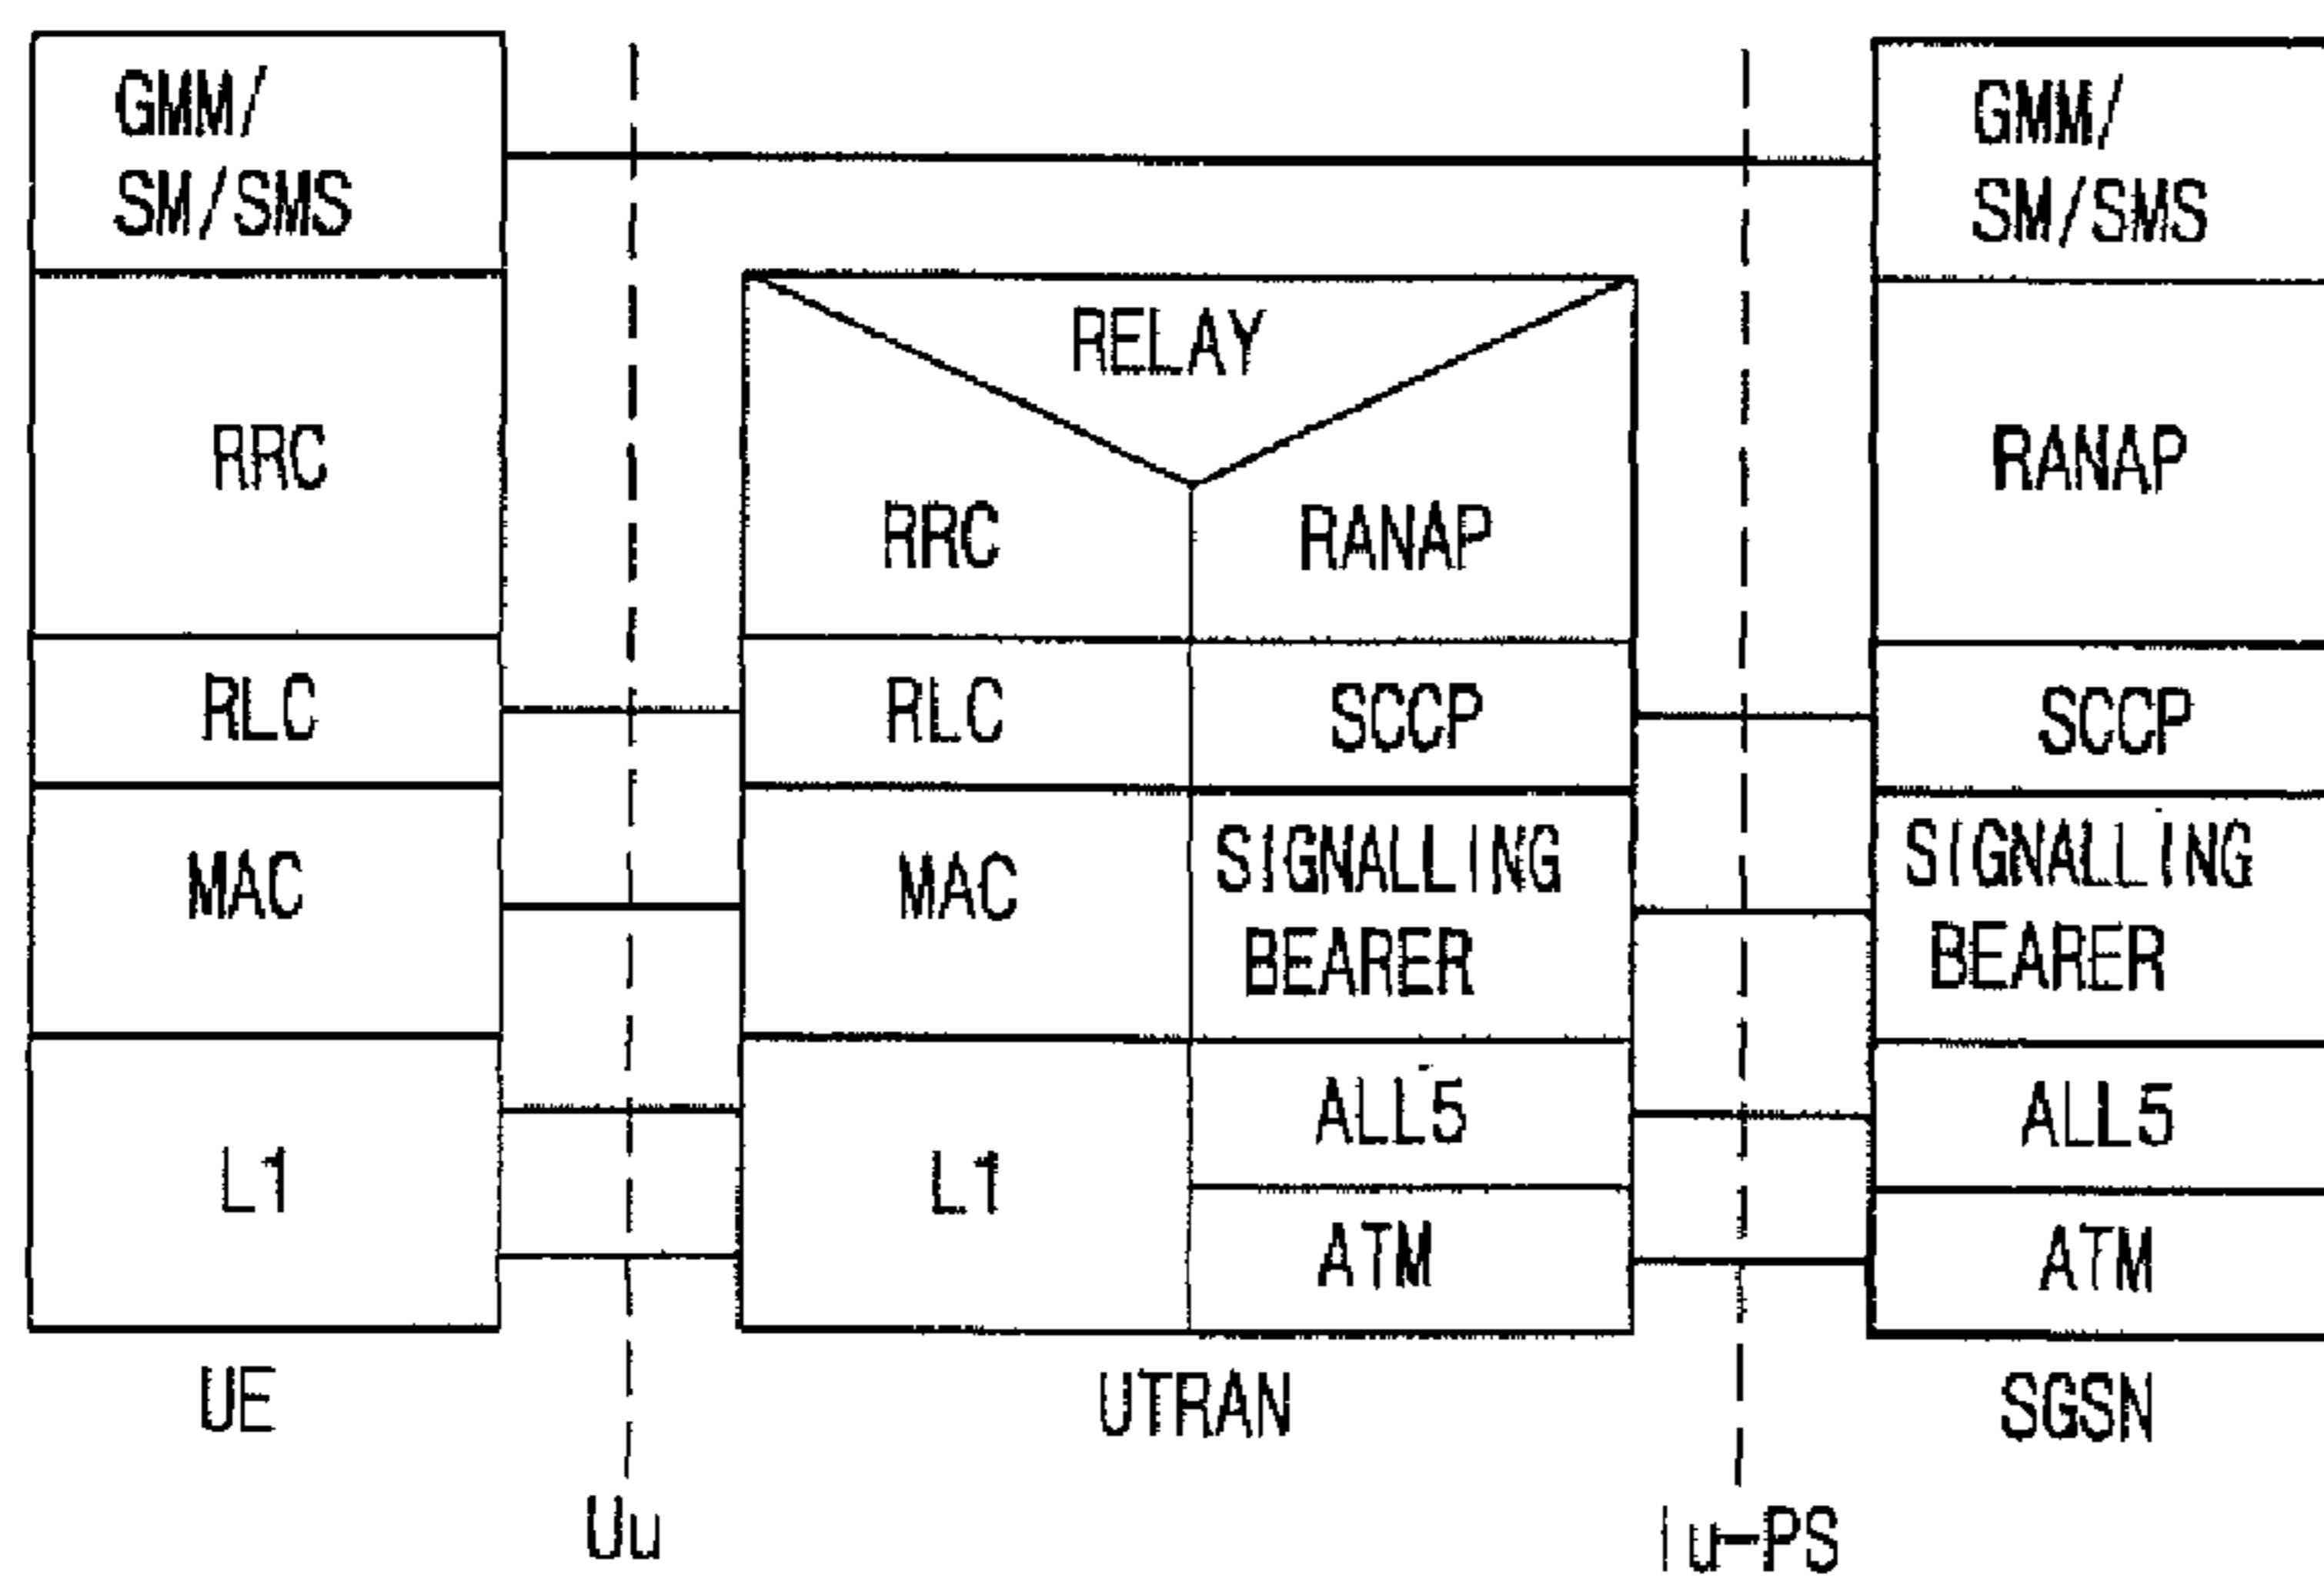 GMM/
SM/SMS
RRC
RLC
MAC
L1
UE
Uu
RELAY
RRC
RANAP
RLC
SCCP
MAC
SIGNALLING
BEARER
L1
ALL5
ATM
UTRAN
Iu-PS
GMM/
SM/SMS
RANAP
SCCP
SIGNALLING
BEARER
ALL5
ATM
SGSN